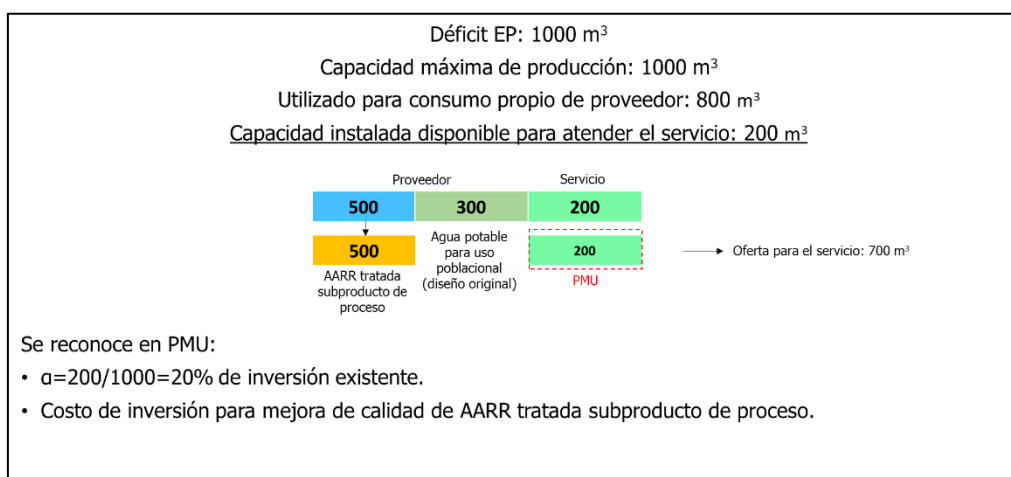 Déficit EP: 1000 m³
Capacidad máxima de producción: 1000 m³
Utilizado para consumo propio de proveedor: 800 m³
Capacidad instalada disponible para atender el servicio: 200 m³
Proveedor Servicio
500 300 200
500 Agua potable para uso poblacional (diseño original) 200 Oferta para el servicio: 700 m³
AARR tratada subproducto de proceso PMU
Se reconoce en PMU:
• α=200/1000=20% de inversión existente.
• Costo de inversión para mejora de calidad de AARR tratada subproducto de proceso.